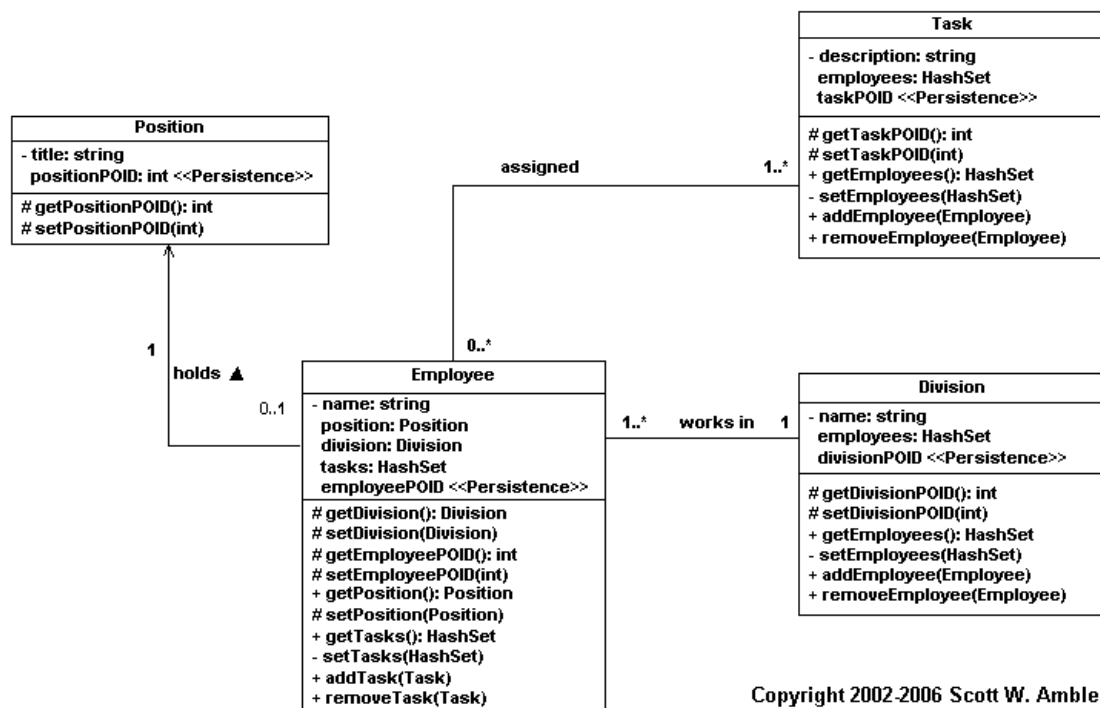 Task
- description: string
employees: HashSet
taskPOID <<Persistence>>
# getTaskPOID(): int
# setTaskPOID(int)
+ getEmployees(): HashSet
- setEmployees(HashSet)
+ addEmployee(Employee)
+ removeEmployee(Employee)
Position
- title: string
positionPOID: int <<Persistence>>
# getPositionPOID(): int
# setPositionPOID(int)
assigned
1..*
0..*
1
holds ▲
0..1
Employee
- name: string
position: Position
division: Division
tasks: HashSet
employeePOID <<Persistence>>
# getDivision(): Division
# setDivision(Division)
# getEmployeePOID(): int
# setEmployeePOID(int)
+ getPosition(): Position
# setPosition(Position)
+ getTasks(): HashSet
- setTasks(HashSet)
+ addTask(Task)
+ removeTask(Task)
1..* works in 1
Division
- name: string
employees: HashSet
divisionPOID <<Persistence>>
# getDivisionPOID(): int
# setDivisionPOID(int)
+ getEmployees(): HashSet
- setEmployees(HashSet)
+ addEmployee(Employee)
+ removeEmployee(Employee)
Copyright 2002-2006 Scott W. Amble